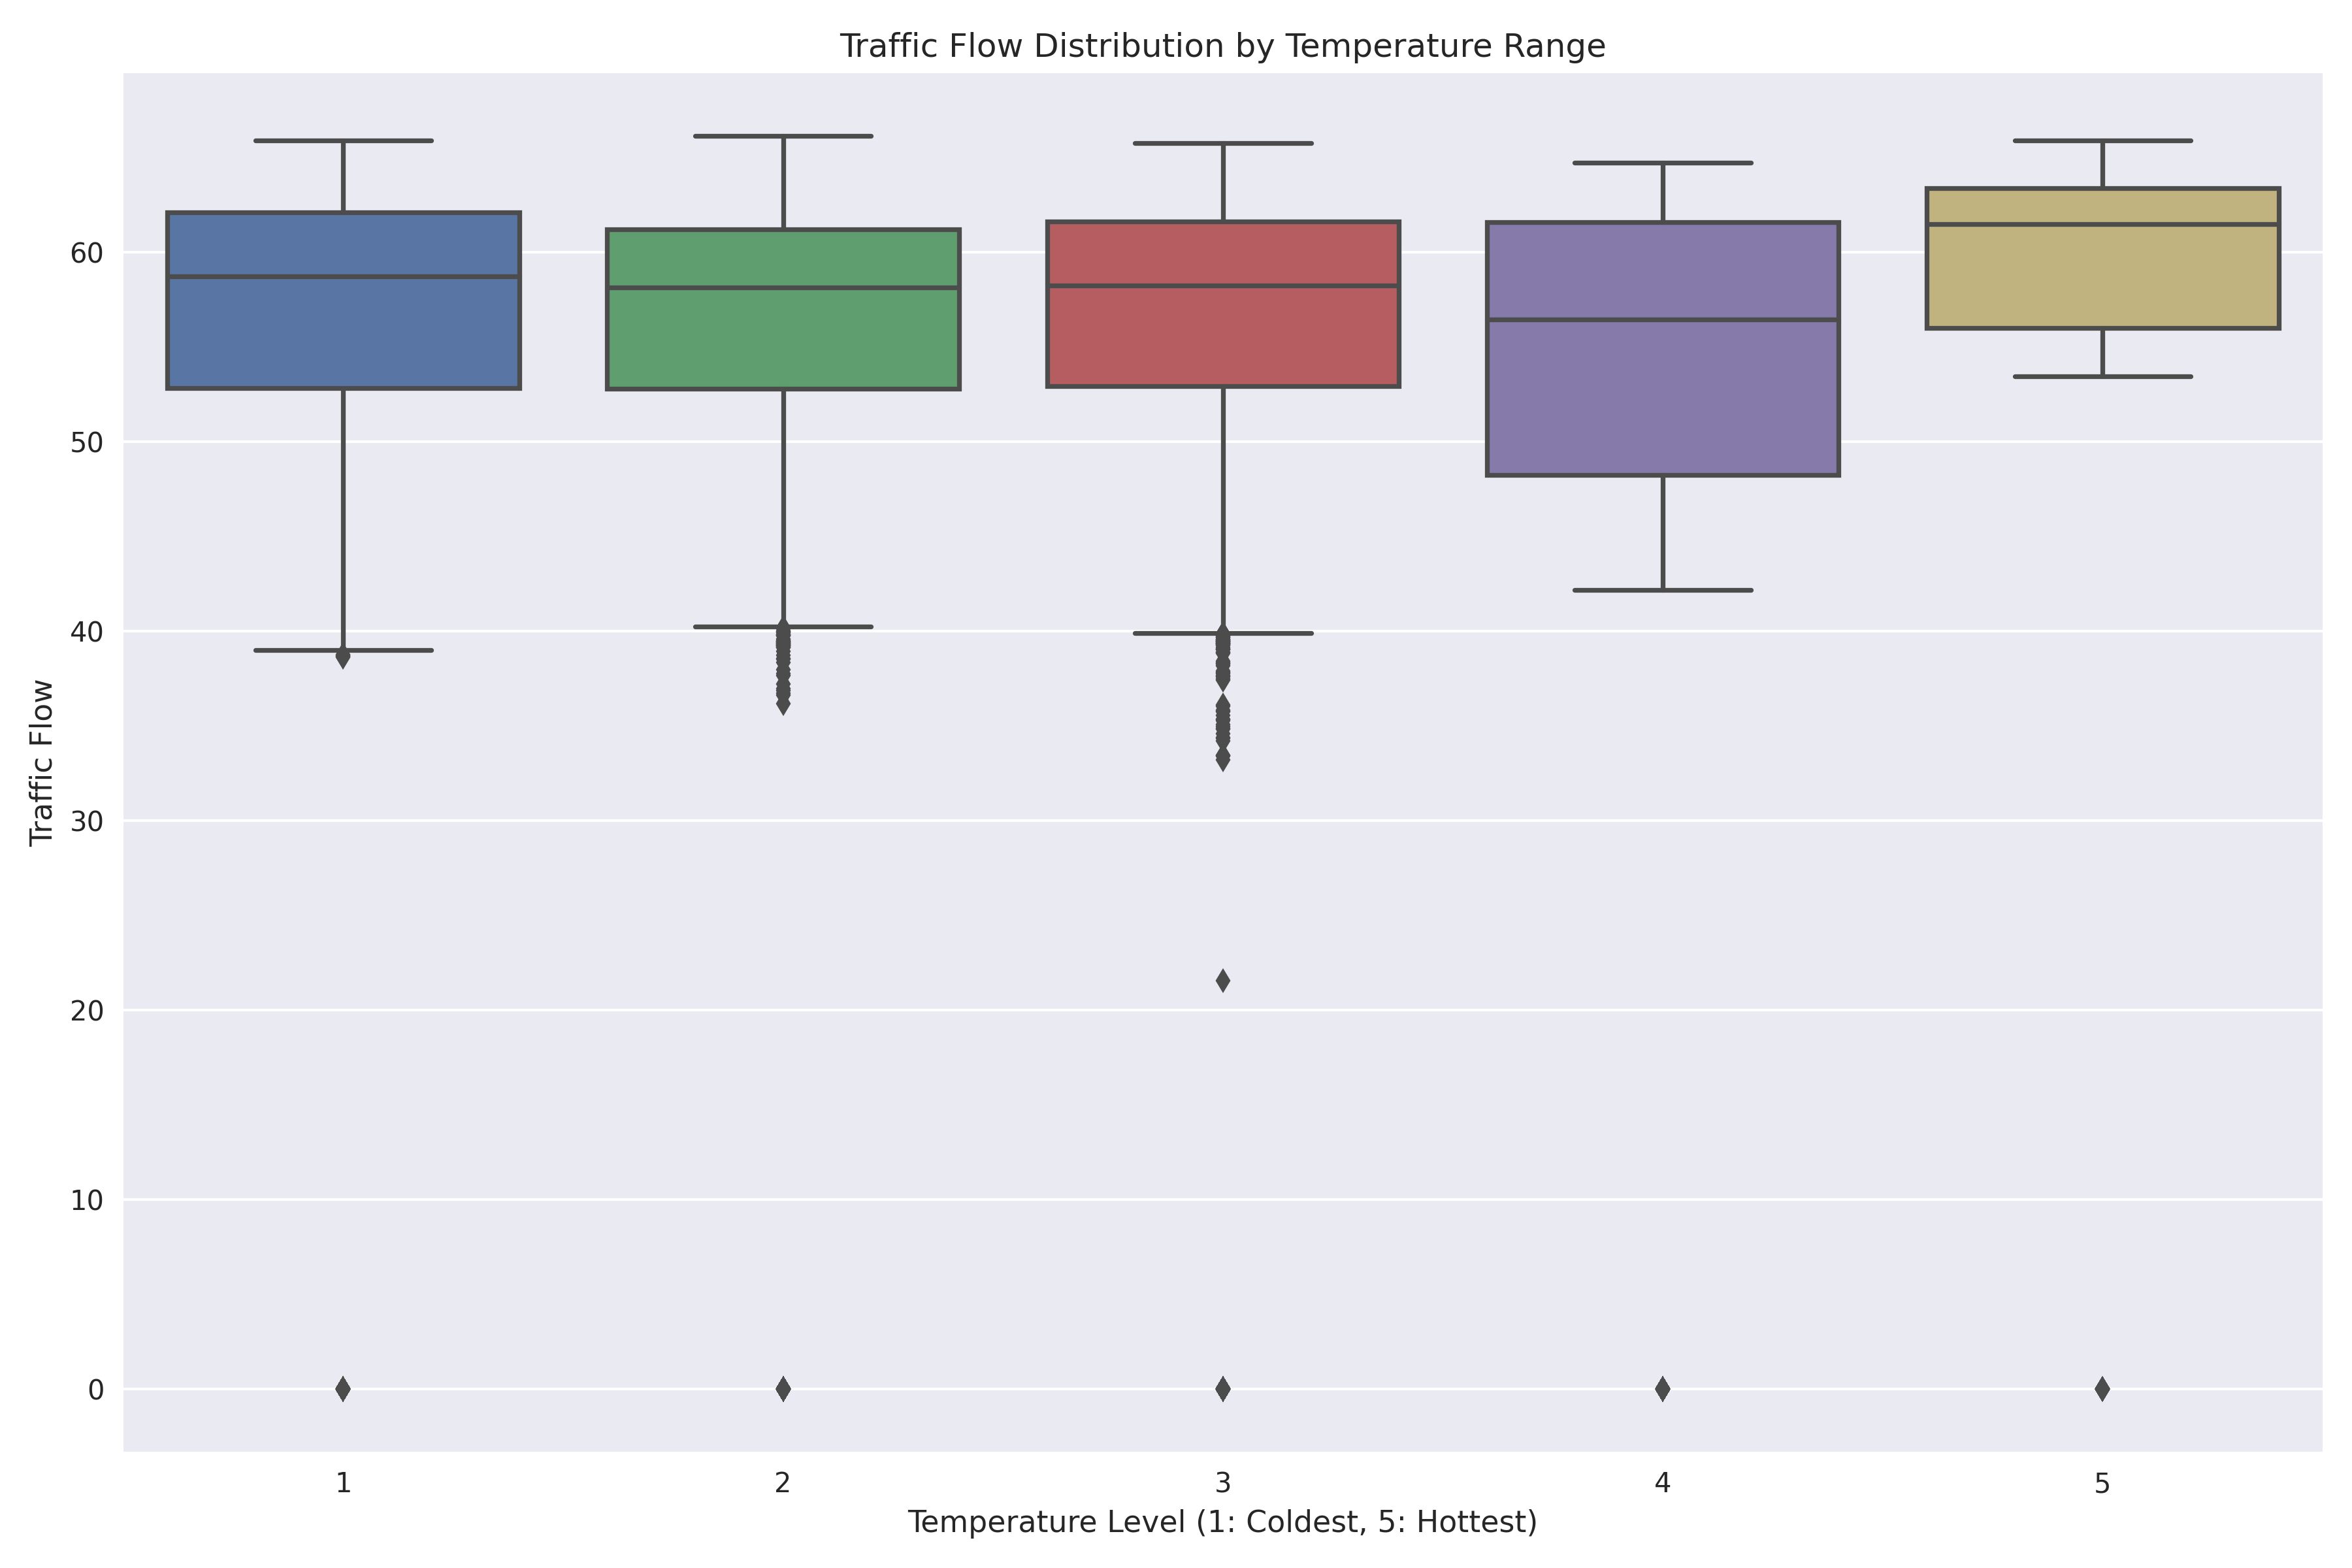 Traffic Flow Distribution by Temperature Range
Traffic Flow
60
50
40
30
20
10
0
1 2 3 4 5
Temperature Level (1: Coldest, 5: Hottest)